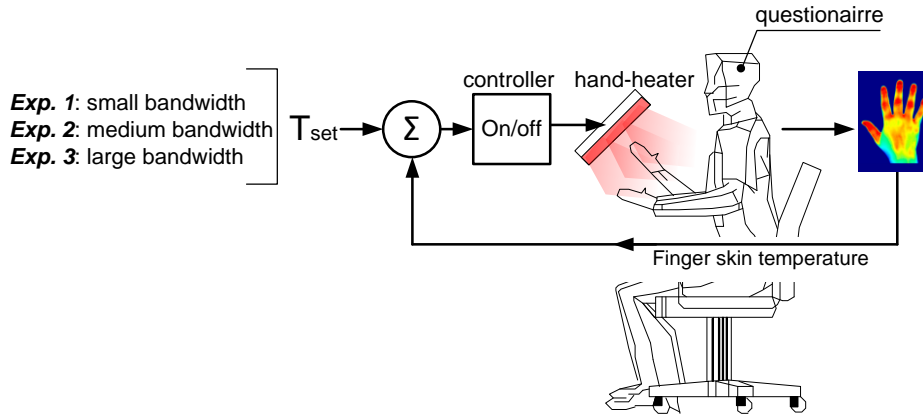 questionairre
controller
hand-heater
Exp. 1: small bandwidth
Exp. 2: medium bandwidth
Exp. 3: large bandwidth
Tset
Σ
On/off
Finger skin temperature